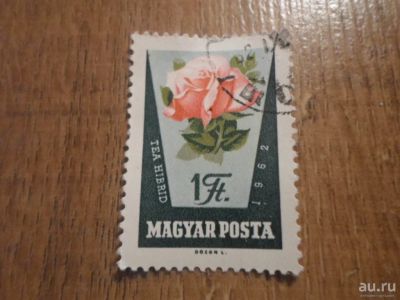 TEA HIBRID
1 Ft.
1962
MAGYAR POSTA
au.ru